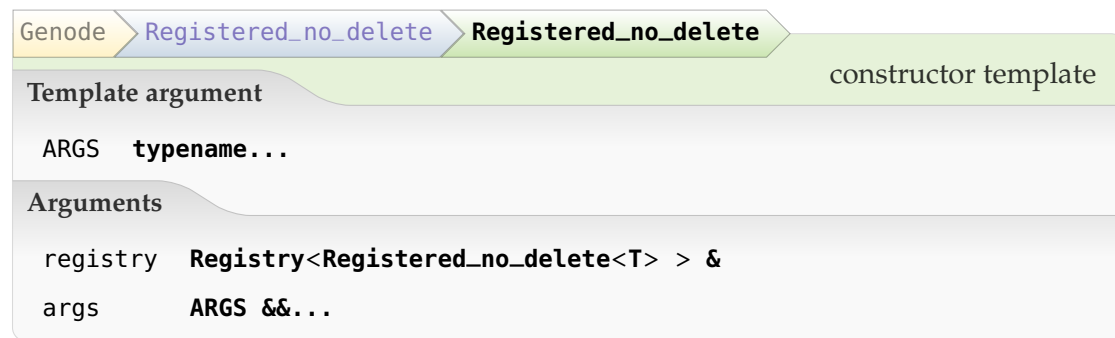 Genode Registered_no_delete Registered_no_delete
constructor template
Template argument
ARGS typename...
Arguments
registry Registry<Registered_no_delete<T> > &
args ARGS &&...